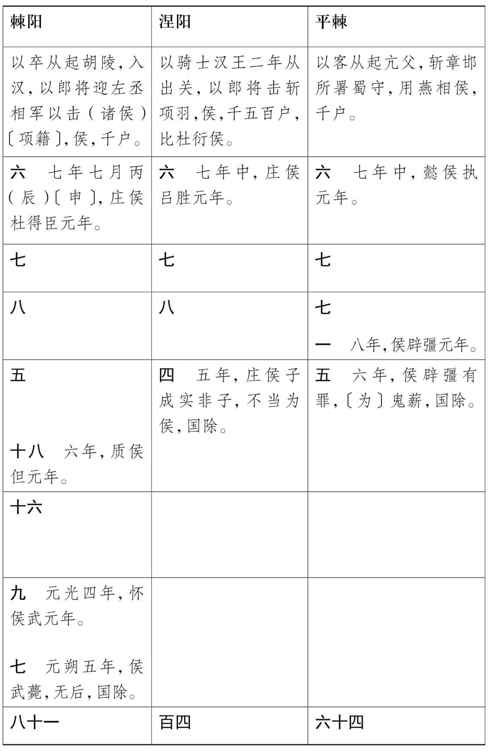 棘阳
涅阳
平棘
以卒从起胡陵，入
汉，以郎将迎左丞
相军以击（诸侯）
〔项籍〕，侯，千户。
以骑士汉王二年从
出关，以郎将击斩
项羽，侯，千五百户，
比杜衍侯。
以客从起亢父，斩章邯
所署蜀守，用燕相侯，
千户。
六　七年七月丙
（辰）〔申〕，庄侯
杜得臣元年。
六　七年中，庄侯
吕胜元年。
六　七年中，懿侯执
元年。
七
七
七
八
八
七
一　八年，侯辟彊元年。
五
十八　六年，质侯
但元年。
四　五年，庄侯子
成实非子，不当为
侯，国除。
五　六年，侯辟彊有
罪，〔为〕鬼薪，国除。
十六
九　元光四年，怀
侯武元年。
七　元朔五年，侯
武薨，无后，国除。
八十一
百四
六十四